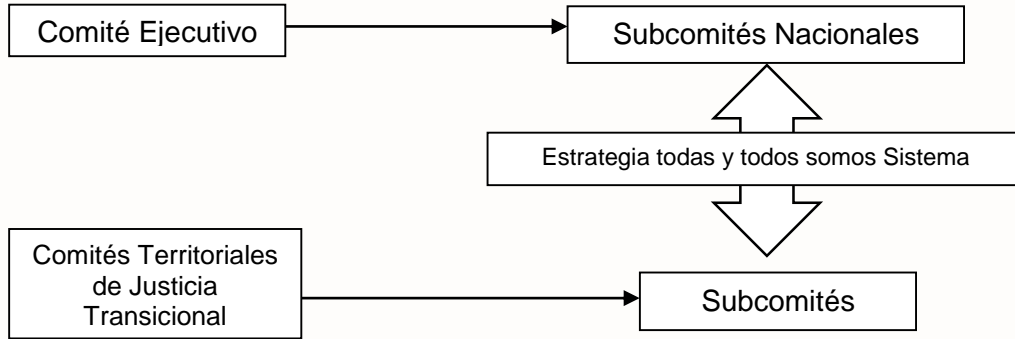 Comité Ejecutivo
Subcomités Nacionales
Estrategia todas y todos somos Sistema
Comités Territoriales
de Justicia
Transicional
Subcomités